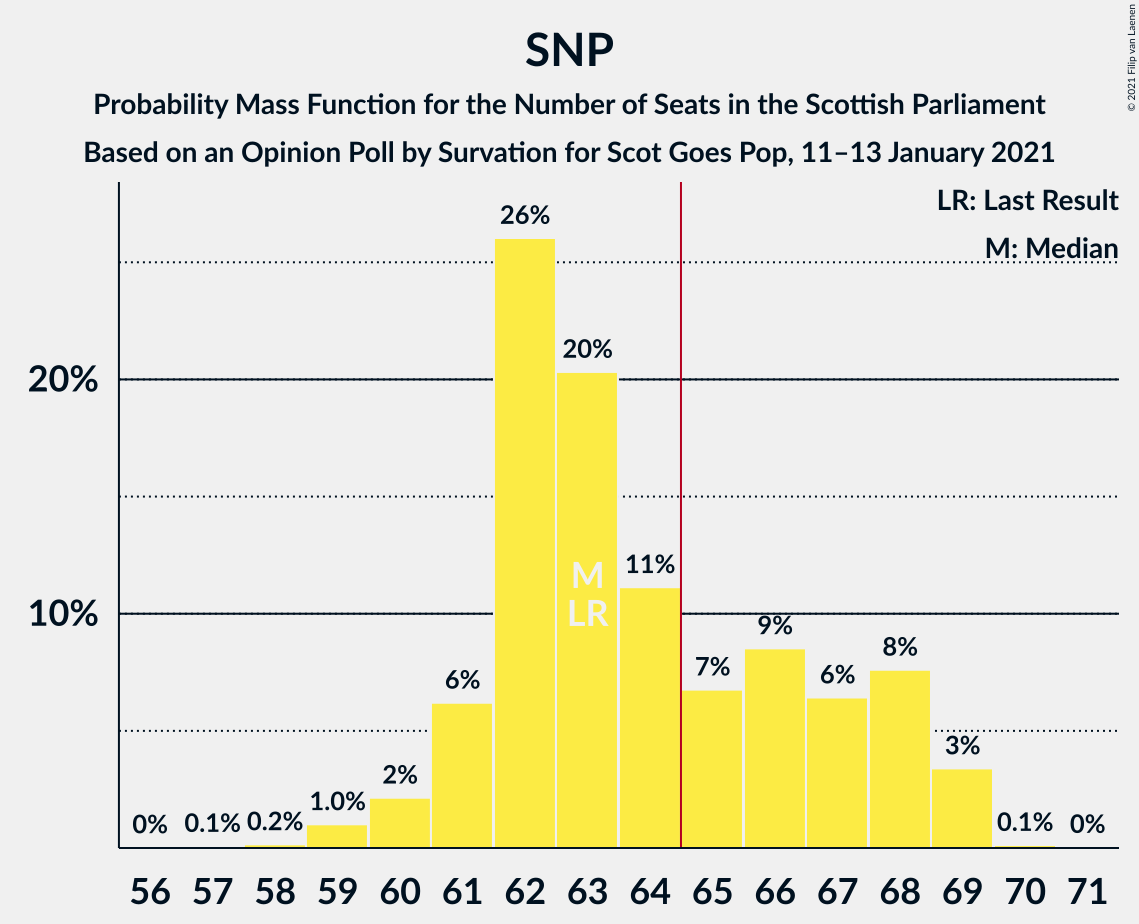 SNP
Probability Mass Function for the Number of Seats in the Scottish Parliament
Based on an Opinion Poll by Survation for Scot Goes Pop, 11–13 January 2021
© 2021 Filip van Laenen
LR: Last Result
M: Median
20%
10%
0%
0.1%
0.2%
1.0%
2%
6%
26%
20%
11%
7%
9%
6%
8%
3%
0.1%
0%
M
LR
56 57 58 59 60 61 62 63 64 65 66 67 68 69 70 71